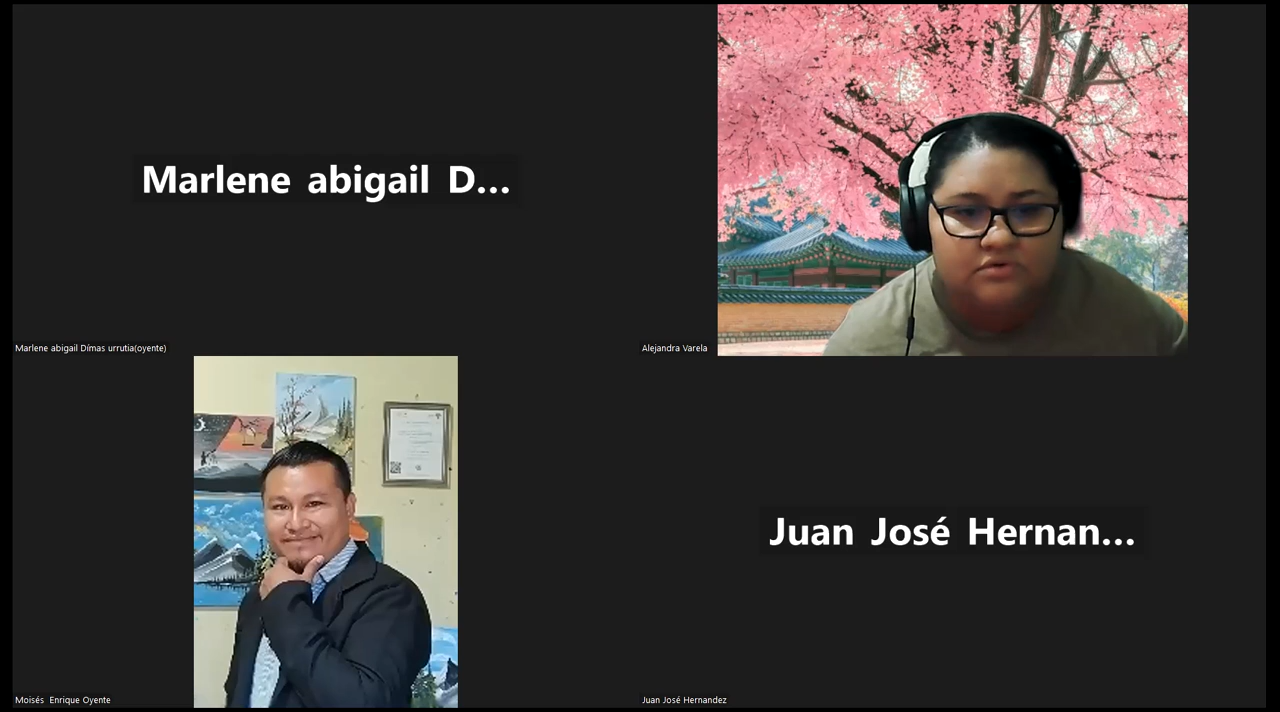 Marlene abigail D...
Marlene abigail Dímas urrutia(oyente)
Alejandra Varela
Juan José Hernan...
Moisés Enrique Oyente
Juan José Hernandez